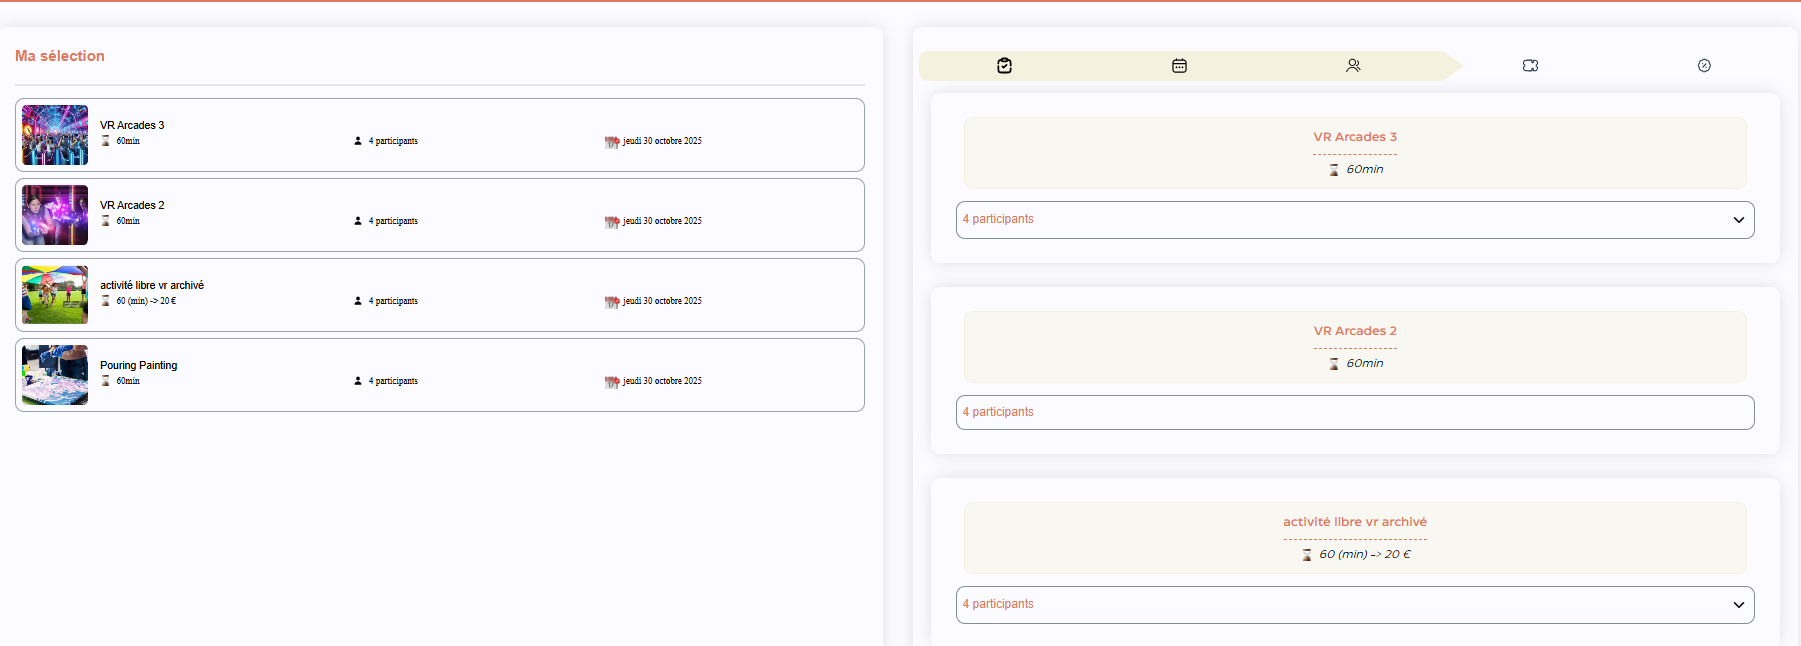 Ma sélection
VR Arcades 3
60min
4 participants
jeudi 30 octobre 2025
VR Arcades 2
60min
4 participants
jeudi 30 octobre 2025
activité libre vr archivé
60 (min) -> 20 €
4 participants
jeudi 30 octobre 2025
Pouring Painting
60min
4 participants
jeudi 30 octobre 2025
VR Arcades 3
60min
4 participants
VR Arcades 2
60min
4 participants
activité libre vr archivé
60 (min) -> 20 €
4 participants